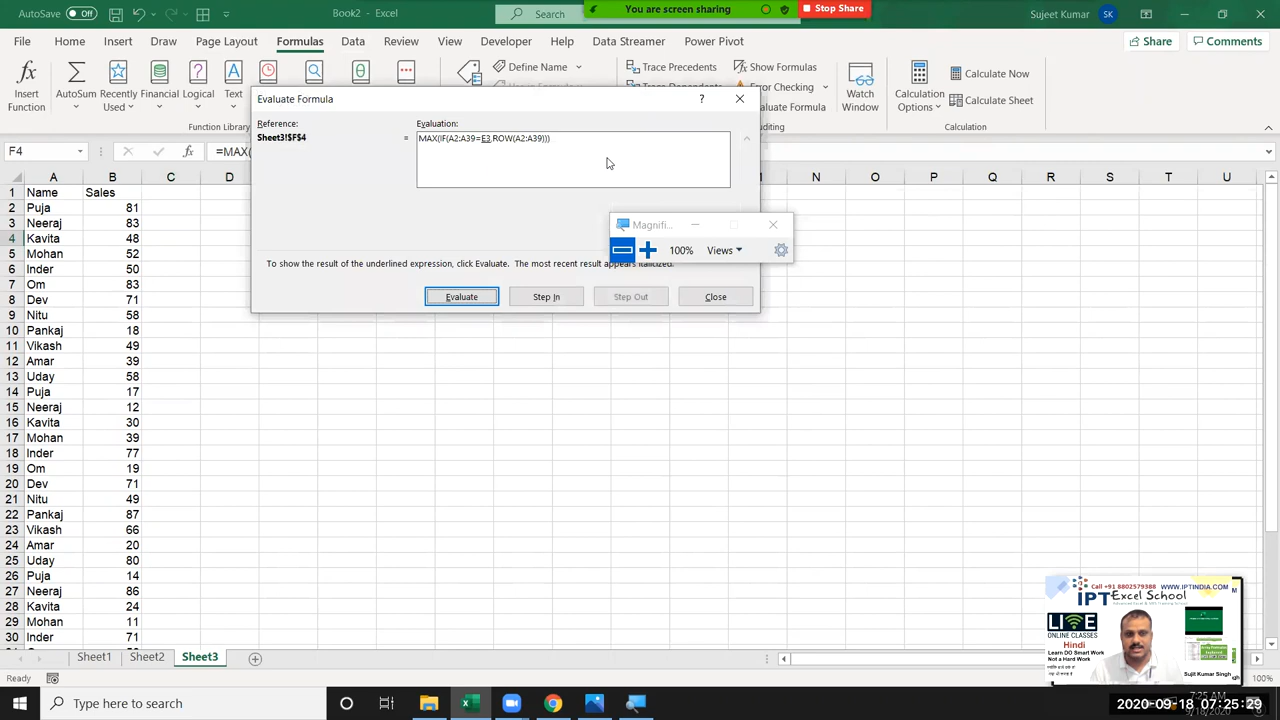 AutoSave Off Book2 - Excel Search You are screen sharing Stop Share Sujeet Kumar SK
File Home Insert Draw Page Layout Formulas Data Review View Developer Help Data Streamer Power Pivot Share Comments
Insert Function
AutoSum
Recently Used
Financial
Logical
Text
Define Name
Trace Precedents
Show Formulas
Error Checking
Evaluate Formula
Watch Window
Calculation Options
Calculate Now
Calculate Sheet
Function Library
Calculation
F4 fx =MAX(
Evaluate Formula ?
Reference: Evaluation:
Sheet3!$F$4 = MAX(IF(A2:A39=E3,ROW(A2:A39)))
To show the result of the underlined expression, click Evaluate. The most recent result appears italicized.
Evaluate Step In Step Out Close
Magnifi...
100% Views
A B C D N O P Q R S T U
1 Name Sales
2 Puja 81
3 Neeraj 83
4 Kavita 48
5 Mohan 52
6 Inder 50
7 Om 83
8 Dev 71
9 Nitu 58
10 Pankaj 18
11 Vikash 49
12 Amar 39
13 Uday 58
14 Puja 17
15 Neeraj 12
16 Kavita 30
17 Mohan 39
18 Inder 77
19 Om 19
20 Dev 71
21 Nitu 49
22 Pankaj 87
23 Vikash 66
24 Amar 20
25 Uday 80
26 Puja 14
27 Neeraj 86
28 Kavita 24
29 Mohan 11
30 Inder 71
Call +91 8802579388 WWW.IPTINDIA.COM
IPT Excel School
LIVE
ONLINE CLASSES
Hindi
Learn DO Smart Work
Not a Hard Work
Sujit Kumar Singh
Sheet1 Sheet2 Sheet3
Ready 100%
Type here to search
7:25 AM
9/18/2020
2020-09-18 07:25:29